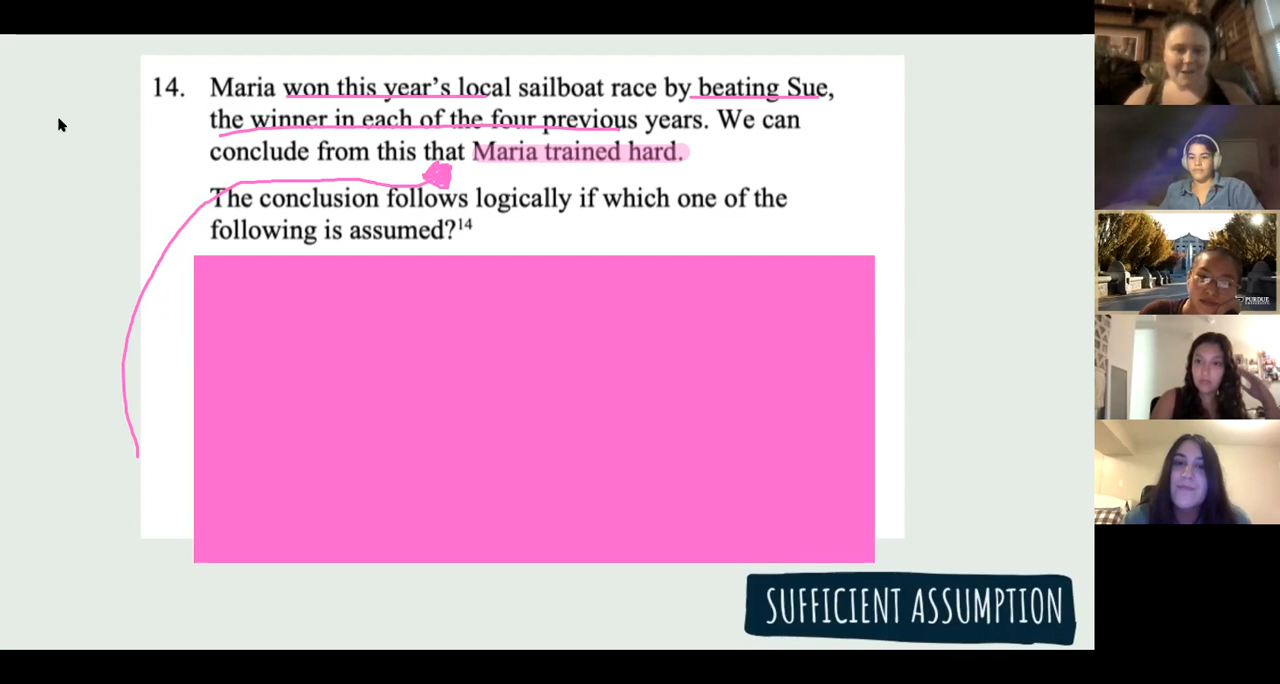 14. Maria won this year's local sailboat race by beating Sue,
the winner in each of the four previous years. We can
conclude from this that Maria trained hard.
The conclusion follows logically if which one of the
following is assumed?14
SUFFICIENT ASSUMPTION
PURDUE